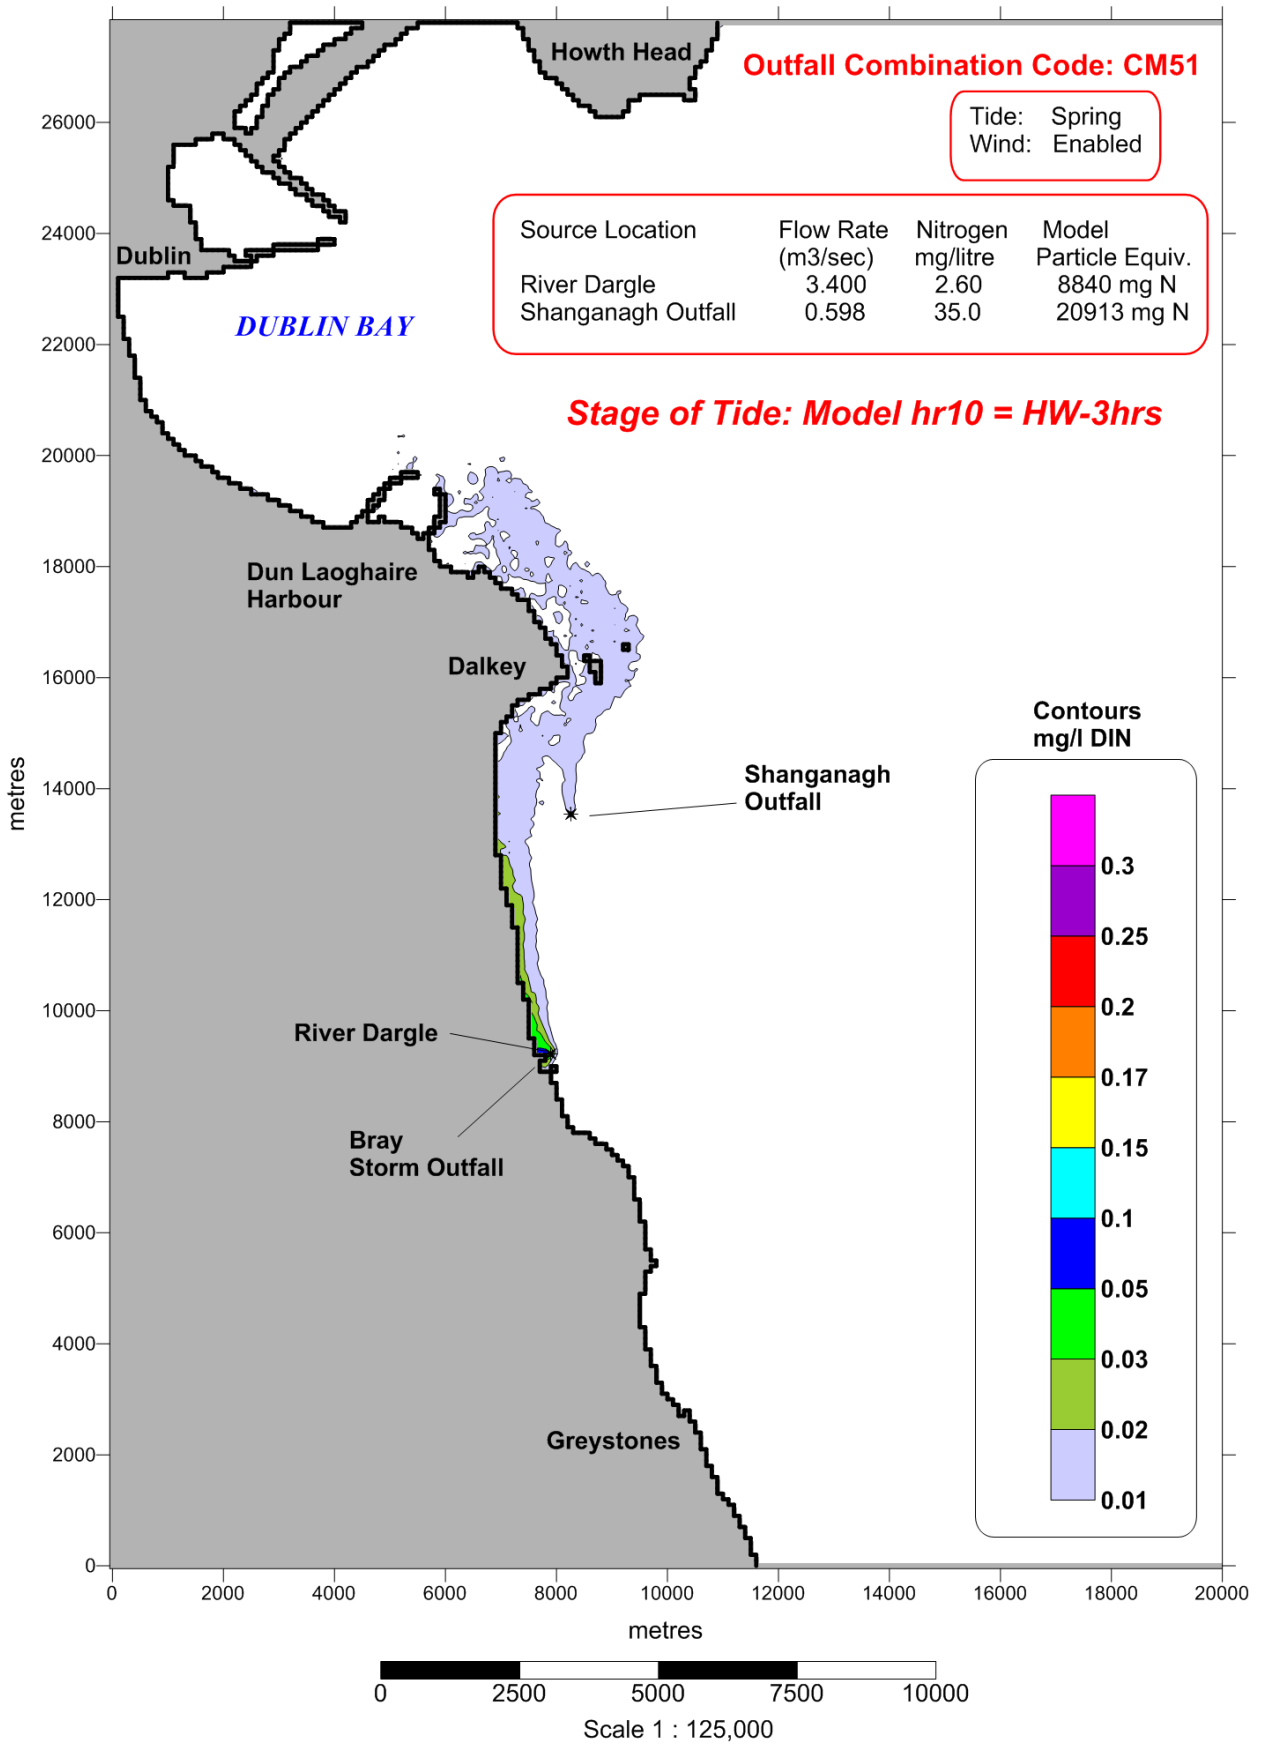 Howth Head
Outfall Combination Code: CM51
Tide: Spring
Wind: Enabled
Source Location Flow Rate Nitrogen Model
(m3/sec) mg/litre Particle Equiv.
River Dargle 3.400 2.60 8840 mg N
Shanganagh Outfall 0.598 35.0 20913 mg N
Dublin
DUBLIN BAY
Stage of Tide: Model hr10 = HW-3hrs
Dun Laoghaire
Harbour
Dalkey
Shanganagh
Outfall
River Dargle
Bray
Storm Outfall
Greystones
Contours
mg/l DIN
0.3
0.25
0.2
0.17
0.15
0.1
0.05
0.03
0.02
0.01
26000
24000
22000
20000
18000
16000
14000
12000
10000
8000
6000
4000
2000
0
metres
0 2000 4000 6000 8000 10000 12000 14000 16000 18000 20000
metres
0 2500 5000 7500 10000
Scale 1 : 125,000